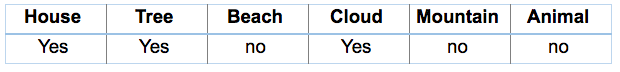 House Tree Beach Cloud Mountain Animal
Yes Yes no Yes no no